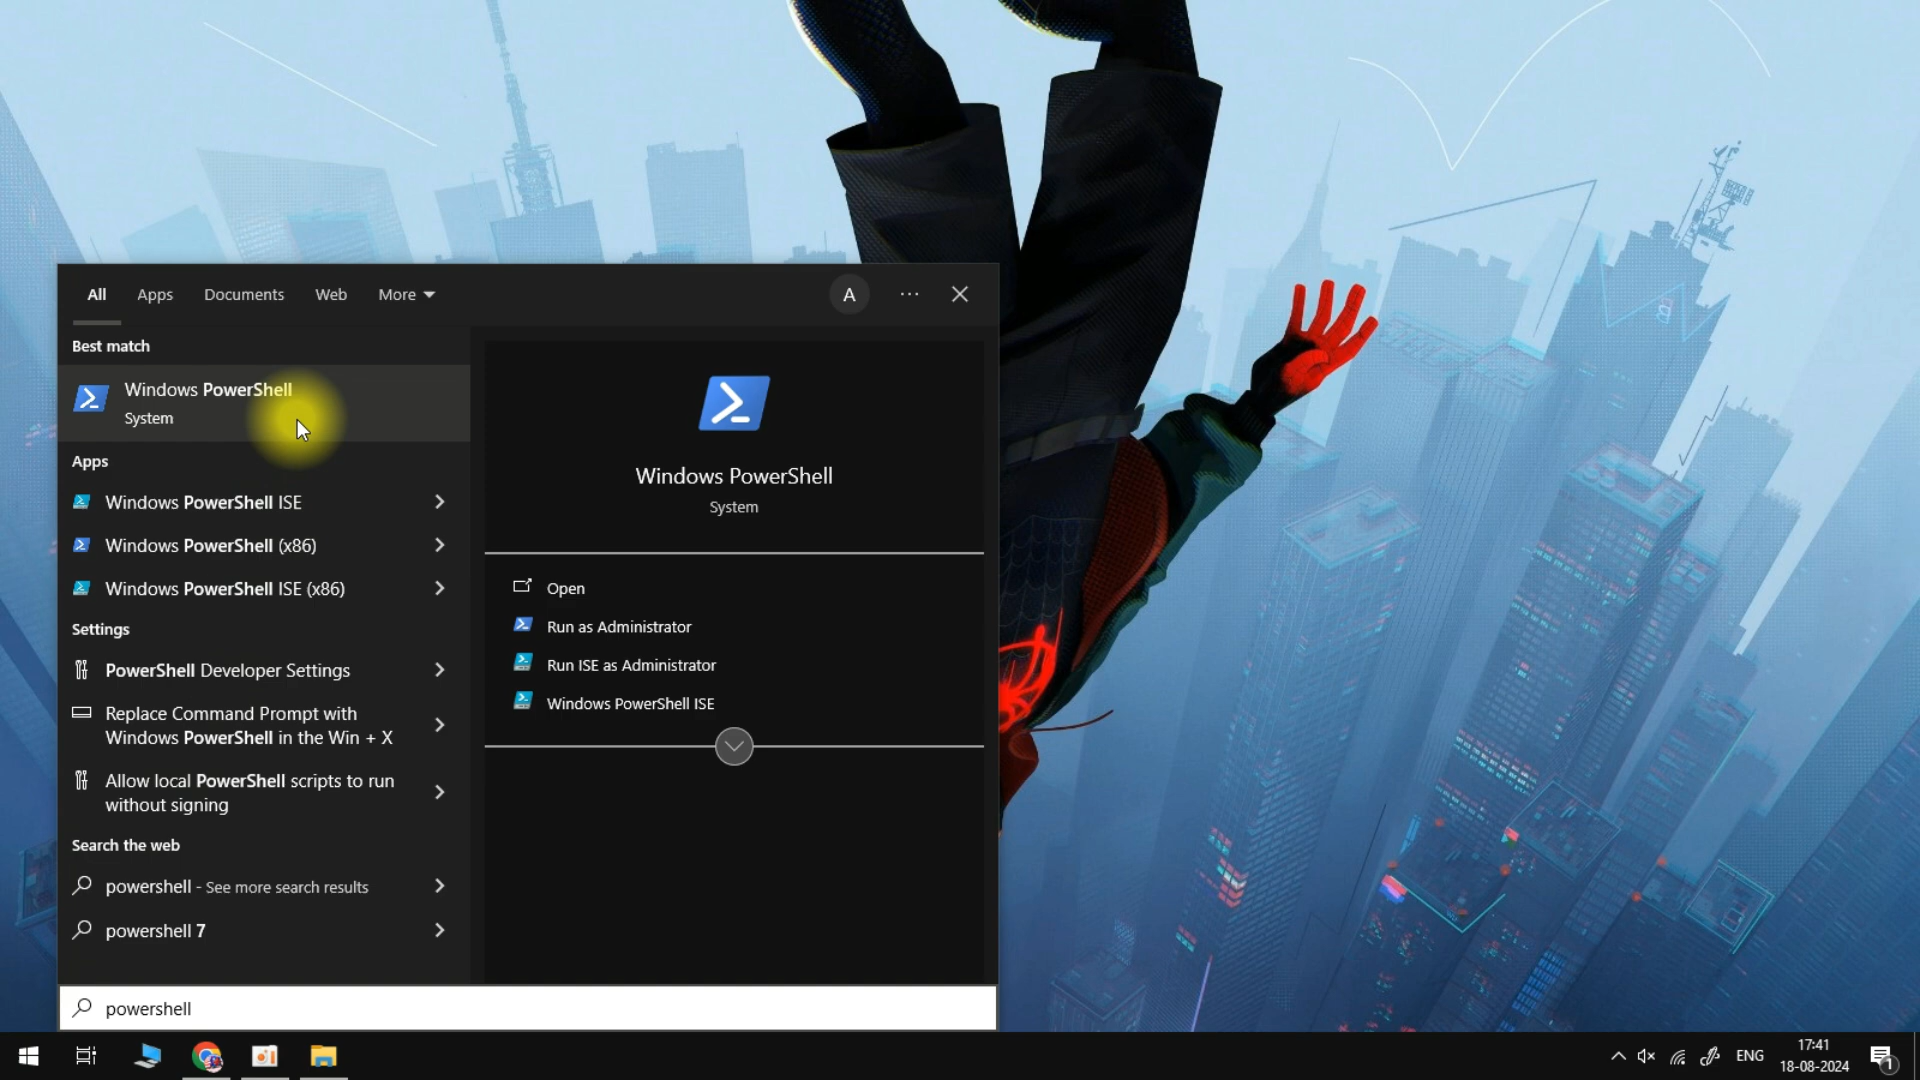 All Apps Documents Web More A
Best match
Windows PowerShell
System
Apps
Windows PowerShell ISE
Windows PowerShell (x86)
Windows PowerShell ISE (x86)
Settings
PowerShell Developer Settings
Replace Command Prompt with
Windows PowerShell in the Win + X
Allow local PowerShell scripts to run
without signing
Search the web
powershell - See more search results
powershell 7
Windows PowerShell
System
Open
Run as Administrator
Run ISE as Administrator
Windows PowerShell ISE
powershell
ENG
17:41
18-08-2024
1